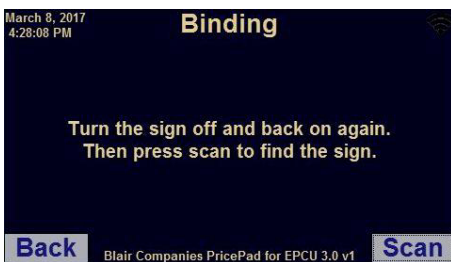 March 8, 2017
4:28:08 PM
Binding
Turn the sign off and back on again.
Then press scan to find the sign.
Back
Blair Companies PricePad for EPCU 3.0 v1
Scan